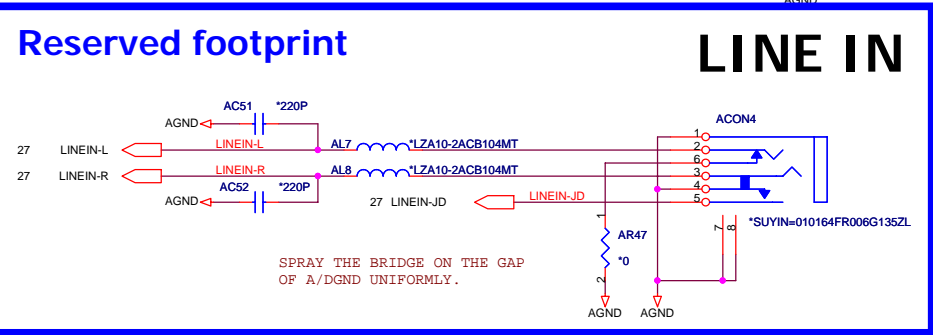 AGND
Reserved footprint
LINE IN
AC51 *220P
AGND
ACON4
27 LINEIN-L LINEIN-L AL7 *LZA10-2ACB104MT 1
2
6
27 LINEIN-R LINEIN-R AL8 *LZA10-2ACB104MT 3
AC52 *220P 4
AGND 27 LINEIN-JD LINEIN-JD 5
*SUYIN=010164FR006G135ZL
1 7 8
AR47
*0
2
SPRAY THE BRIDGE ON THE GAP
OF A/DGND UNIFORMLY.
AGND AGND